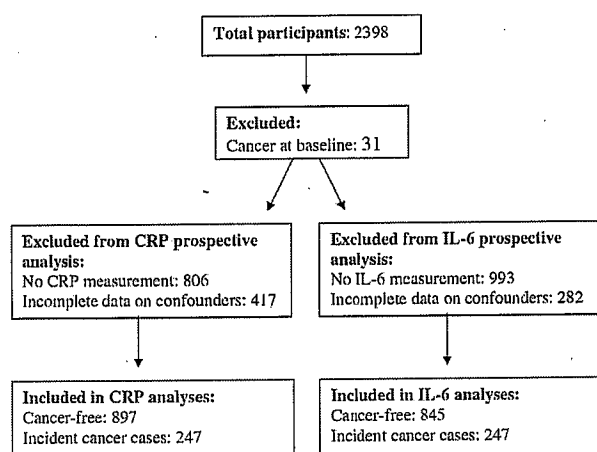 Total participants: 2398
Excluded:
Cancer at baseline: 31
Excluded from CRP prospective
analysis:
No CRP measurement: 806
Incomplete data on confounders: 417
Excluded from IL-6 prospective
analysis:
No IL-6 measurement: 993
Incomplete data on confounders: 282
Included in CRP analyses:
Cancer-free: 897
Incident cancer cases: 247
Included in IL-6 analyses:
Cancer-free: 845
Incident cancer cases: 247